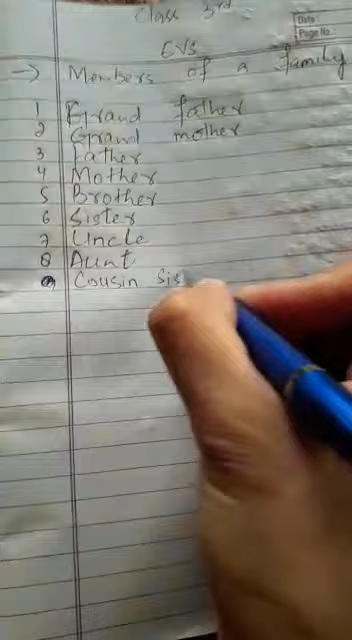 Class 3rd
Date :
Page No :
EVS
→ Members of a family
1 Grand father
2 Grand mother
3 Father
4 Mother
5 Brother
6 Sister
7 Uncle
8 Aunt
9 Cousin Sis